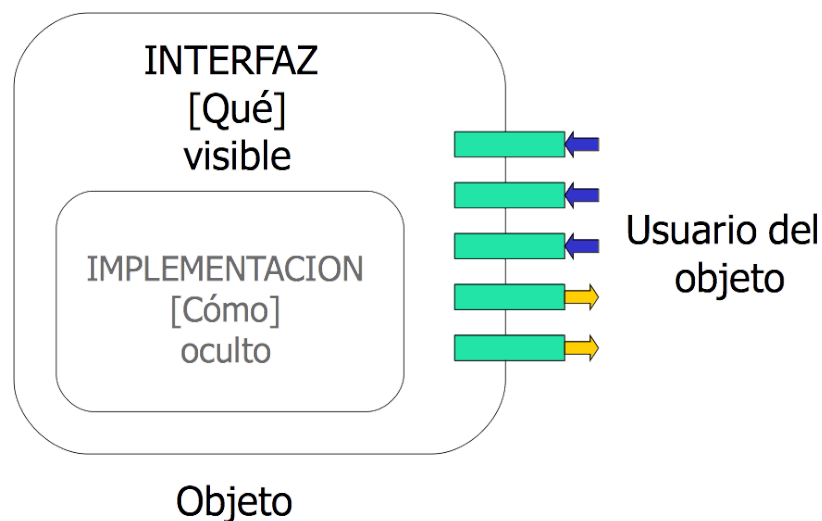 INTERFAZ
[Qué]
visible
IMPLEMENTACION
[Cómo]
oculto
Usuario del
objeto
Objeto